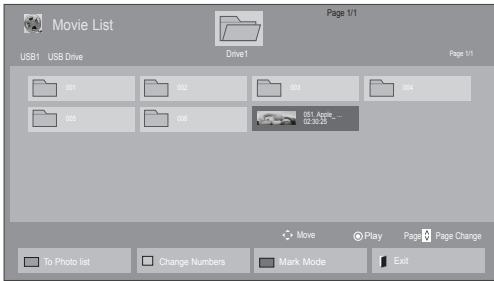 Movie List
Page 1/1
USB1 USB Drive
Drive1
Page 1/1
001
002
003
004
005
006
051. Apple_ ...
02:30:25
Move
Play
Page
Page Change
To Photo list
Change Numbers
Mark Mode
Exit